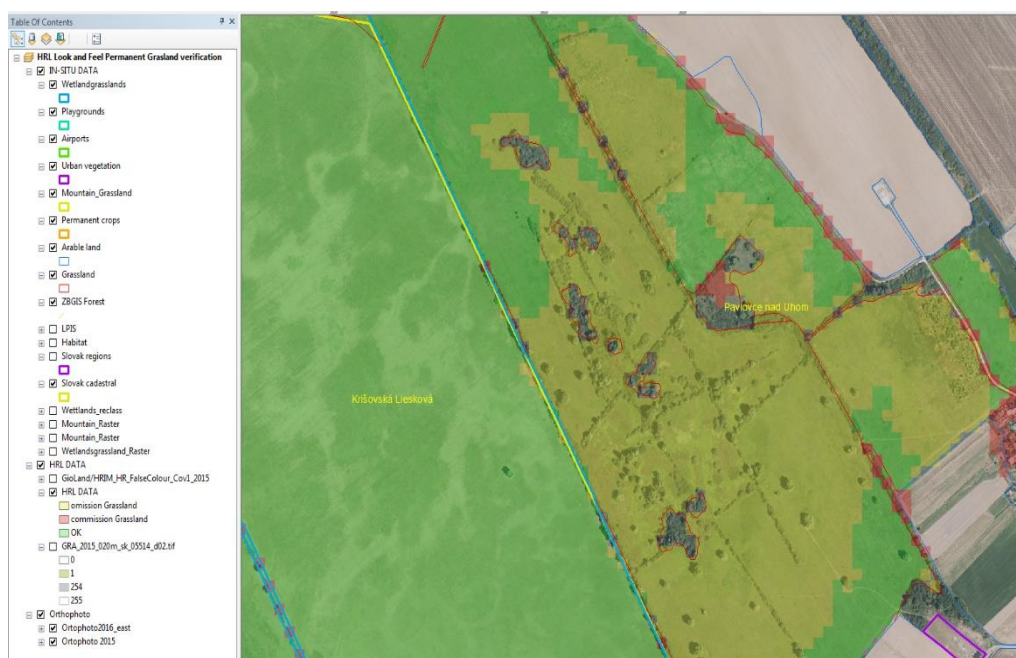 Table Of Contents
HRL Look and Feel Permanent Grasland verification
IN-SITU DATA
Wetlandgrasslands
Playgrounds
Airports
Urban vegetation
Mountain_Grassland
Permanent crops
Arable land
Grassland
ZBGIS Forest
LPIS
Habitat
Slovak regions
Slovak cadastral
Wettlands_reclass
Mountain_Raster
Mountain_Raster
Wetlandsgrassland_Raster
HRL DATA
GioLand/HRIM_HR_FalseColour_Cov1_2015
HRL DATA
omission Grassland
commission Grassland
OK
GRA_2015_020m_sk_05514_d02.tif
0
1
254
255
Orthophoto
Ortophoto2016_east
Ortophoto 2015
Pavlovce nad Uhom
Krišovská Liesková